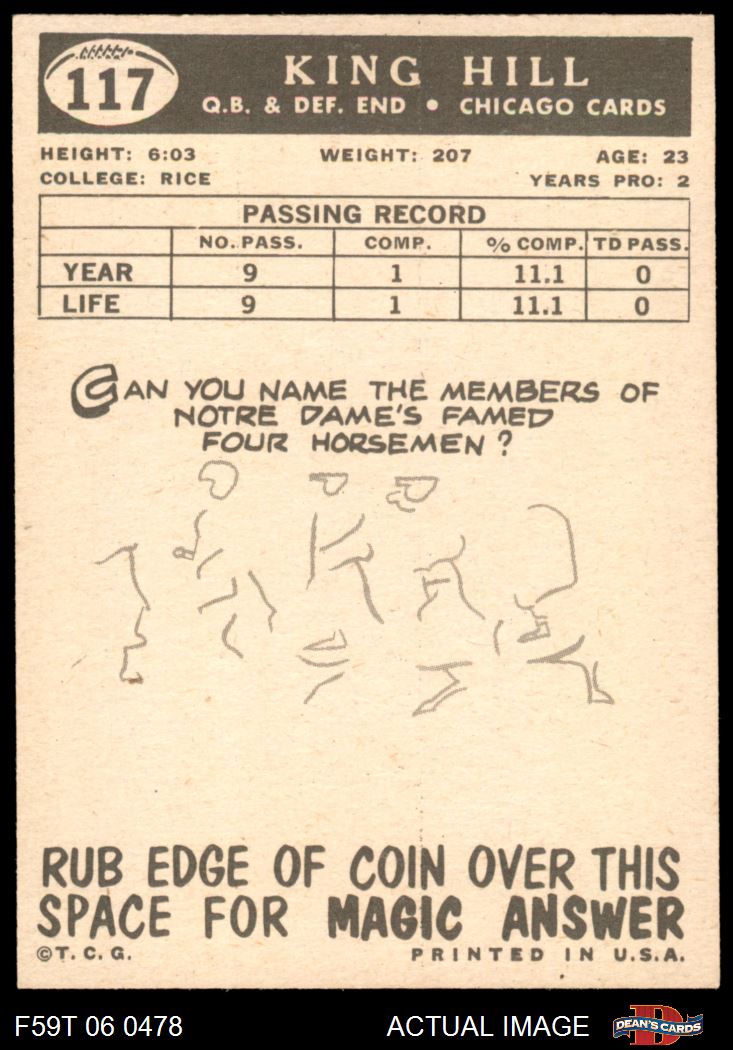 117
KING HILL
Q.B. & DEF. END • CHICAGO CARDS
HEIGHT: 6:03 WEIGHT: 207 AGE: 23
COLLEGE: RICE YEARS PRO: 2
PASSING RECORD
NO. PASS. COMP. % COMP. TD PASS.
YEAR 9 1 11.1 0
LIFE 9 1 11.1 0
CAN YOU NAME THE MEMBERS OF
NOTRE DAME'S FAMED
FOUR HORSEMEN?
RUB EDGE OF COIN OVER THIS
SPACE FOR MAGIC ANSWER
©T. C. G. PRINTED IN U.S.A.
F59T 06 0478 ACTUAL IMAGE D DEAN'S CARDS